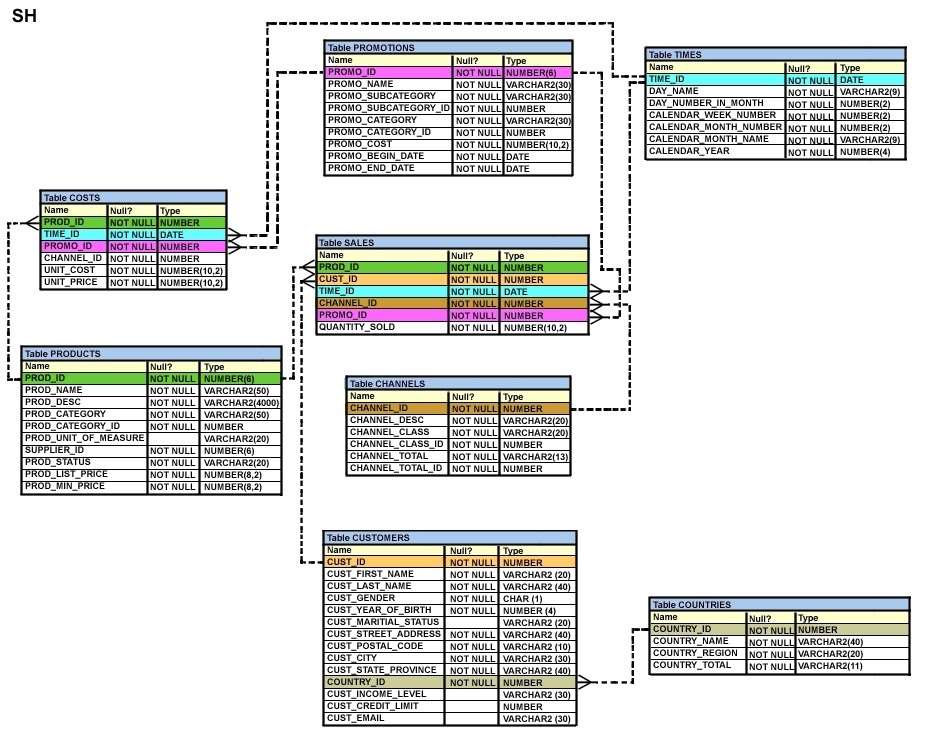 SH
Table PROMOTIONS
Name Null? Type
PROMO_ID NOT NULL NUMBER(6)
PROMO_NAME NOT NULL VARCHAR2(30)
PROMO_SUBCATEGORY NOT NULL VARCHAR2(30)
PROMO_SUBCATEGORY_ID NOT NULL NUMBER
PROMO_CATEGORY NOT NULL VARCHAR2(30)
PROMO_CATEGORY_ID NOT NULL NUMBER
PROMO_COST NOT NULL NUMBER(10,2)
PROMO_BEGIN_DATE NOT NULL DATE
PROMO_END_DATE NOT NULL DATE
Table TIMES
Name Null? Type
TIME_ID NOT NULL DATE
DAY_NAME NOT NULL VARCHAR2(9)
DAY_NUMBER_IN_MONTH NOT NULL NUMBER(2)
CALENDAR_WEEK_NUMBER NOT NULL NUMBER(2)
CALENDAR_MONTH_NUMBER NOT NULL NUMBER(2)
CALENDAR_MONTH_NAME NOT NULL VARCHAR2(9)
CALENDAR_YEAR NOT NULL NUMBER(4)
Table COSTS
Name Null? Type
PROD_ID NOT NULL NUMBER
TIME_ID NOT NULL DATE
PROMO_ID NOT NULL NUMBER
CHANNEL_ID NOT NULL NUMBER
UNIT_COST NOT NULL NUMBER(10,2)
UNIT_PRICE NOT NULL NUMBER(10,2)
Table SALES
Name Null? Type
PROD_ID NOT NULL NUMBER
CUST_ID NOT NULL NUMBER
TIME_ID NOT NULL DATE
CHANNEL_ID NOT NULL NUMBER
PROMO_ID NOT NULL NUMBER
QUANTITY_SOLD NOT NULL NUMBER(10,2)
Table PRODUCTS
Name Null? Type
PROD_ID NOT NULL NUMBER(6)
PROD_NAME NOT NULL VARCHAR2(50)
PROD_DESC NOT NULL VARCHAR2(4000)
PROD_CATEGORY NOT NULL VARCHAR2(50)
PROD_CATEGORY_ID NOT NULL NUMBER
PROD_UNIT_OF_MEASURE VARCHAR2(20)
SUPPLIER_ID NOT NULL NUMBER(6)
PROD_STATUS NOT NULL VARCHAR2(20)
PROD_LIST_PRICE NOT NULL NUMBER(8,2)
PROD_MIN_PRICE NOT NULL NUMBER(8,2)
Table CHANNELS
Name Null? Type
CHANNEL_ID NOT NULL NUMBER
CHANNEL_DESC NOT NULL VARCHAR2(20)
CHANNEL_CLASS NOT NULL VARCHAR2(20)
CHANNEL_CLASS_ID NOT NULL NUMBER
CHANNEL_TOTAL NOT NULL VARCHAR2(13)
CHANNEL_TOTAL_ID NOT NULL NUMBER
Table CUSTOMERS
Name Null? Type
CUST_ID NOT NULL NUMBER
CUST_FIRST_NAME NOT NULL VARCHAR2 (20)
CUST_LAST_NAME NOT NULL VARCHAR2 (40)
CUST_GENDER NOT NULL CHAR (1)
CUST_YEAR_OF_BIRTH NOT NULL NUMBER (4)
CUST_MARITIAL_STATUS VARCHAR2 (20)
CUST_STREET_ADDRESS NOT NULL VARCHAR2 (40)
CUST_POSTAL_CODE NOT NULL VARCHAR2 (10)
CUST_CITY NOT NULL VARCHAR2 (30)
CUST_STATE_PROVINCE NOT NULL VARCHAR2 (40)
COUNTRY_ID NOT NULL NUMBER
CUST_INCOME_LEVEL VARCHAR2 (30)
CUST_CREDIT_LIMIT NUMBER
CUST_EMAIL VARCHAR2 (30)
Table COUNTRIES
Name Null? Type
COUNTRY_ID NOT NULL NUMBER
COUNTRY_NAME NOT NULL VARCHAR2(40)
COUNTRY_REGION NOT NULL VARCHAR2(20)
COUNTRY_TOTAL NOT NULL VARCHAR2(11)